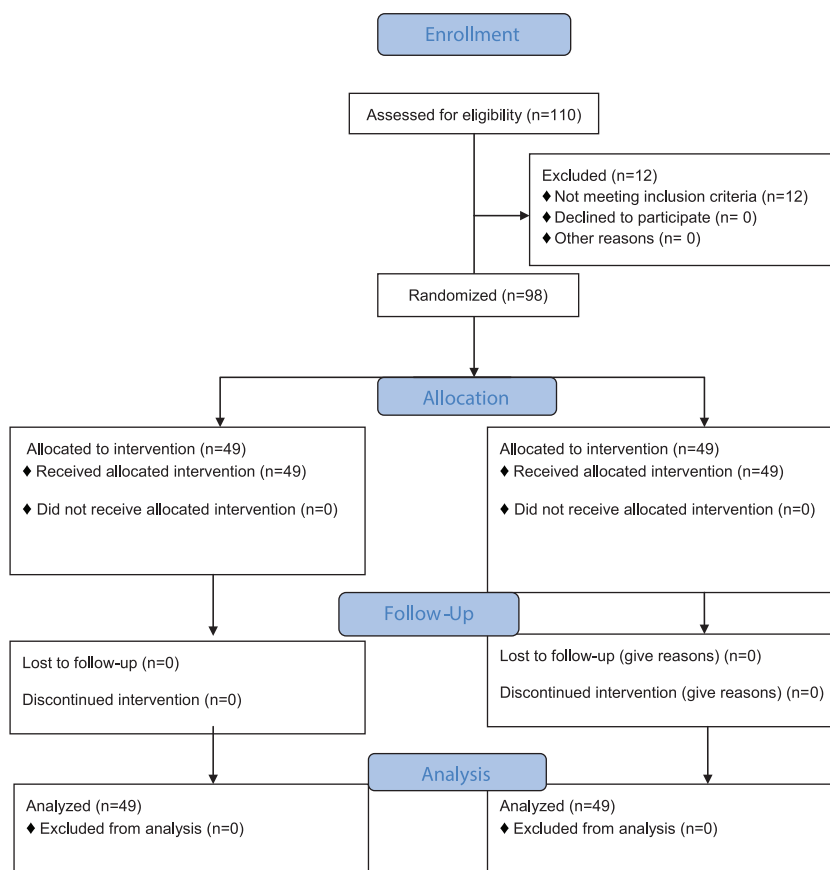 Enrollment
Assessed for eligibility (n=110)
Excluded (n=12)
♦ Not meeting inclusion criteria (n=12)
♦ Declined to participate (n= 0)
♦ Other reasons (n= 0)
Randomized (n=98)
Allocation
Allocated to intervention (n=49)
♦ Received allocated intervention (n=49)
♦ Did not receive allocated intervention (n=0)
Allocated to intervention (n=49)
♦ Received allocated intervention (n=49)
♦ Did not receive allocated intervention (n=0)
Follow-Up
Lost to follow-up (n=0)
Discontinued intervention (n=0)
Lost to follow-up (give reasons) (n=0)
Discontinued intervention (give reasons) (n=0)
Analysis
Analyzed (n=49)
♦ Excluded from analysis (n=0)
Analyzed (n=49)
♦ Excluded from analysis (n=0)